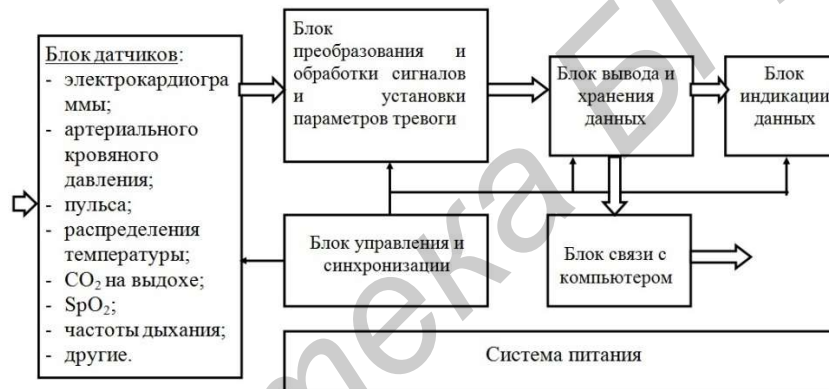 Блок датчиков:
- электрокардиогра
ммы;
- артериального
кровяного
давления;
- пульса;
- распределения
температуры;
- CO2 на выдохе;
- SpO2;
- частоты дыхания;
- другие.
Блок
преобразования и
обработки сигналов
и установки
параметров тревоги
Блок вывода и
хранения
данных
Блок
индикации
данных
Блок управления и
синхронизации
Блок связи с
компьютером
Система питания